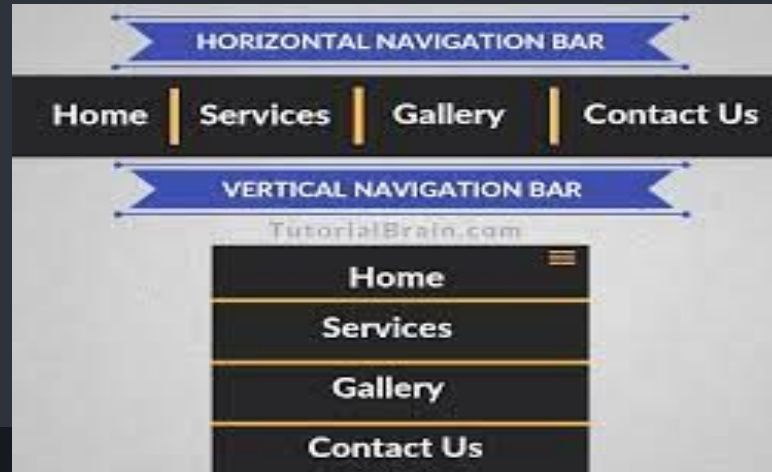 HORIZONTAL NAVIGATION BAR
Home Services Gallery Contact Us
VERTICAL NAVIGATION BAR
TutorialBrain.com
Home
Services
Gallery
Contact Us